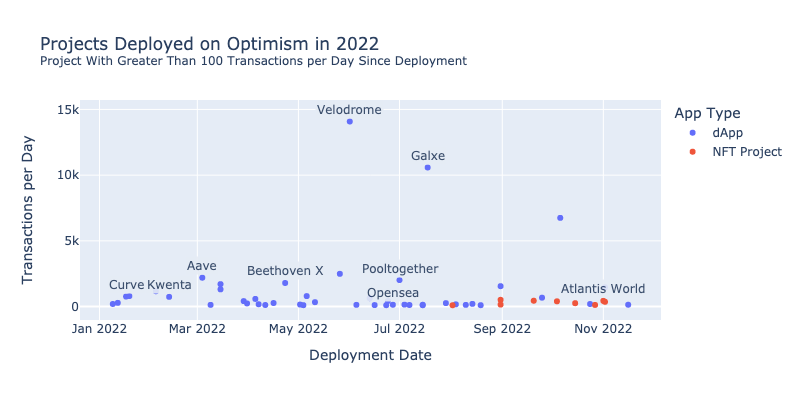 Projects Deployed on Optimism in 2022
Project With Greater Than 100 Transactions per Day Since Deployment
App Type
dApp
NFT Project
Transactions per Day
15k
10k
5k
0
Velodrome
Galxe
Aave
Beethoven X
Pooltogether
Curve
Kwenta
Opensea
Atlantis World
Jan 2022
Mar 2022
May 2022
Jul 2022
Sep 2022
Nov 2022
Deployment Date